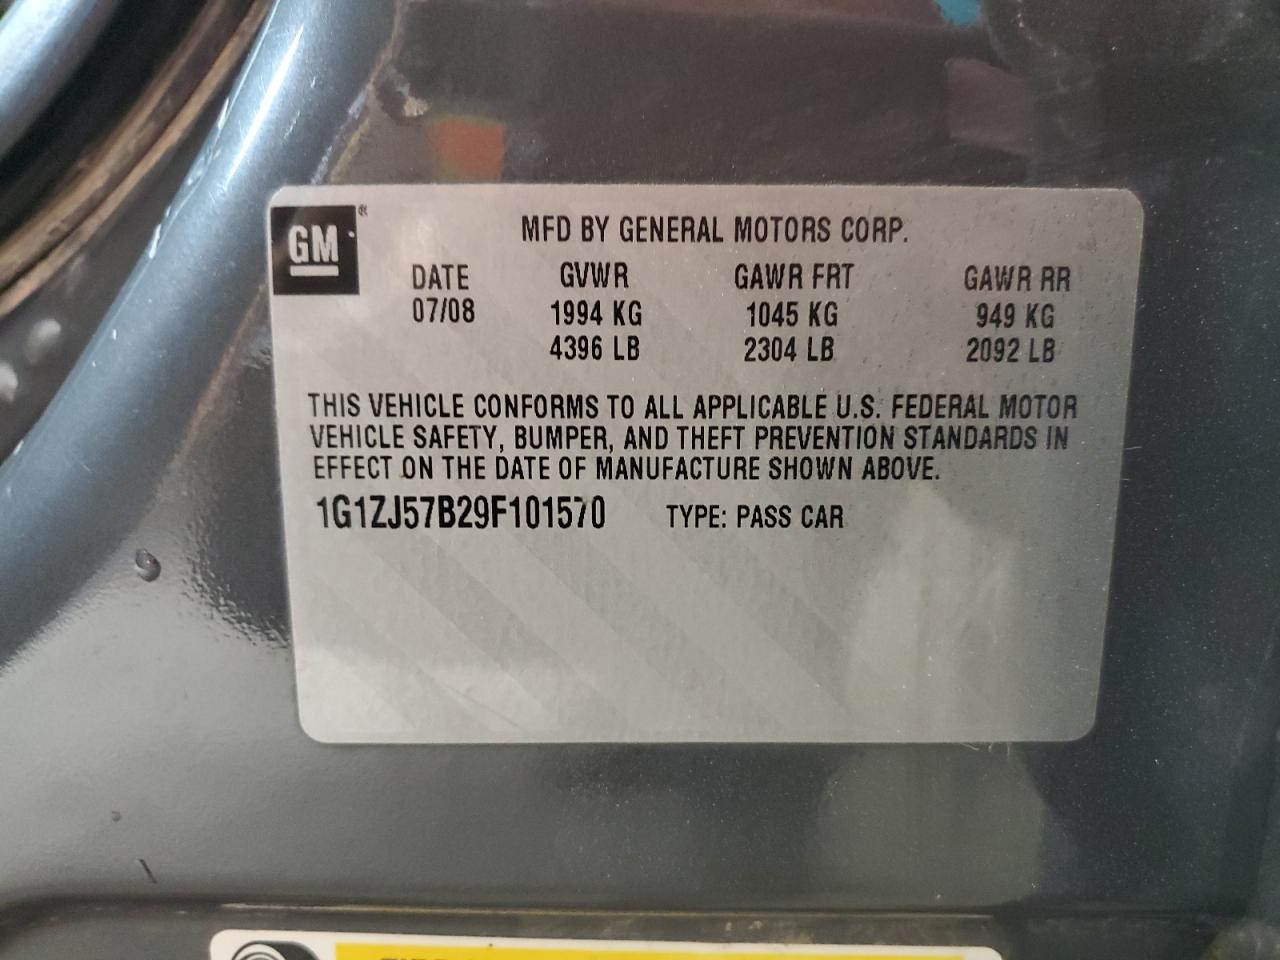 GM ®
MFD BY GENERAL MOTORS CORP.
DATE GVWR GAWR FRT GAWR RR
07/08 1994 KG 1045 KG 949 KG
4396 LB 2304 LB 2092 LB
THIS VEHICLE CONFORMS TO ALL APPLICABLE U.S. FEDERAL MOTOR
VEHICLE SAFETY, BUMPER, AND THEFT PREVENTION STANDARDS IN
EFFECT ON THE DATE OF MANUFACTURE SHOWN ABOVE.
1G1ZJ57B29F101570 TYPE: PASS CAR